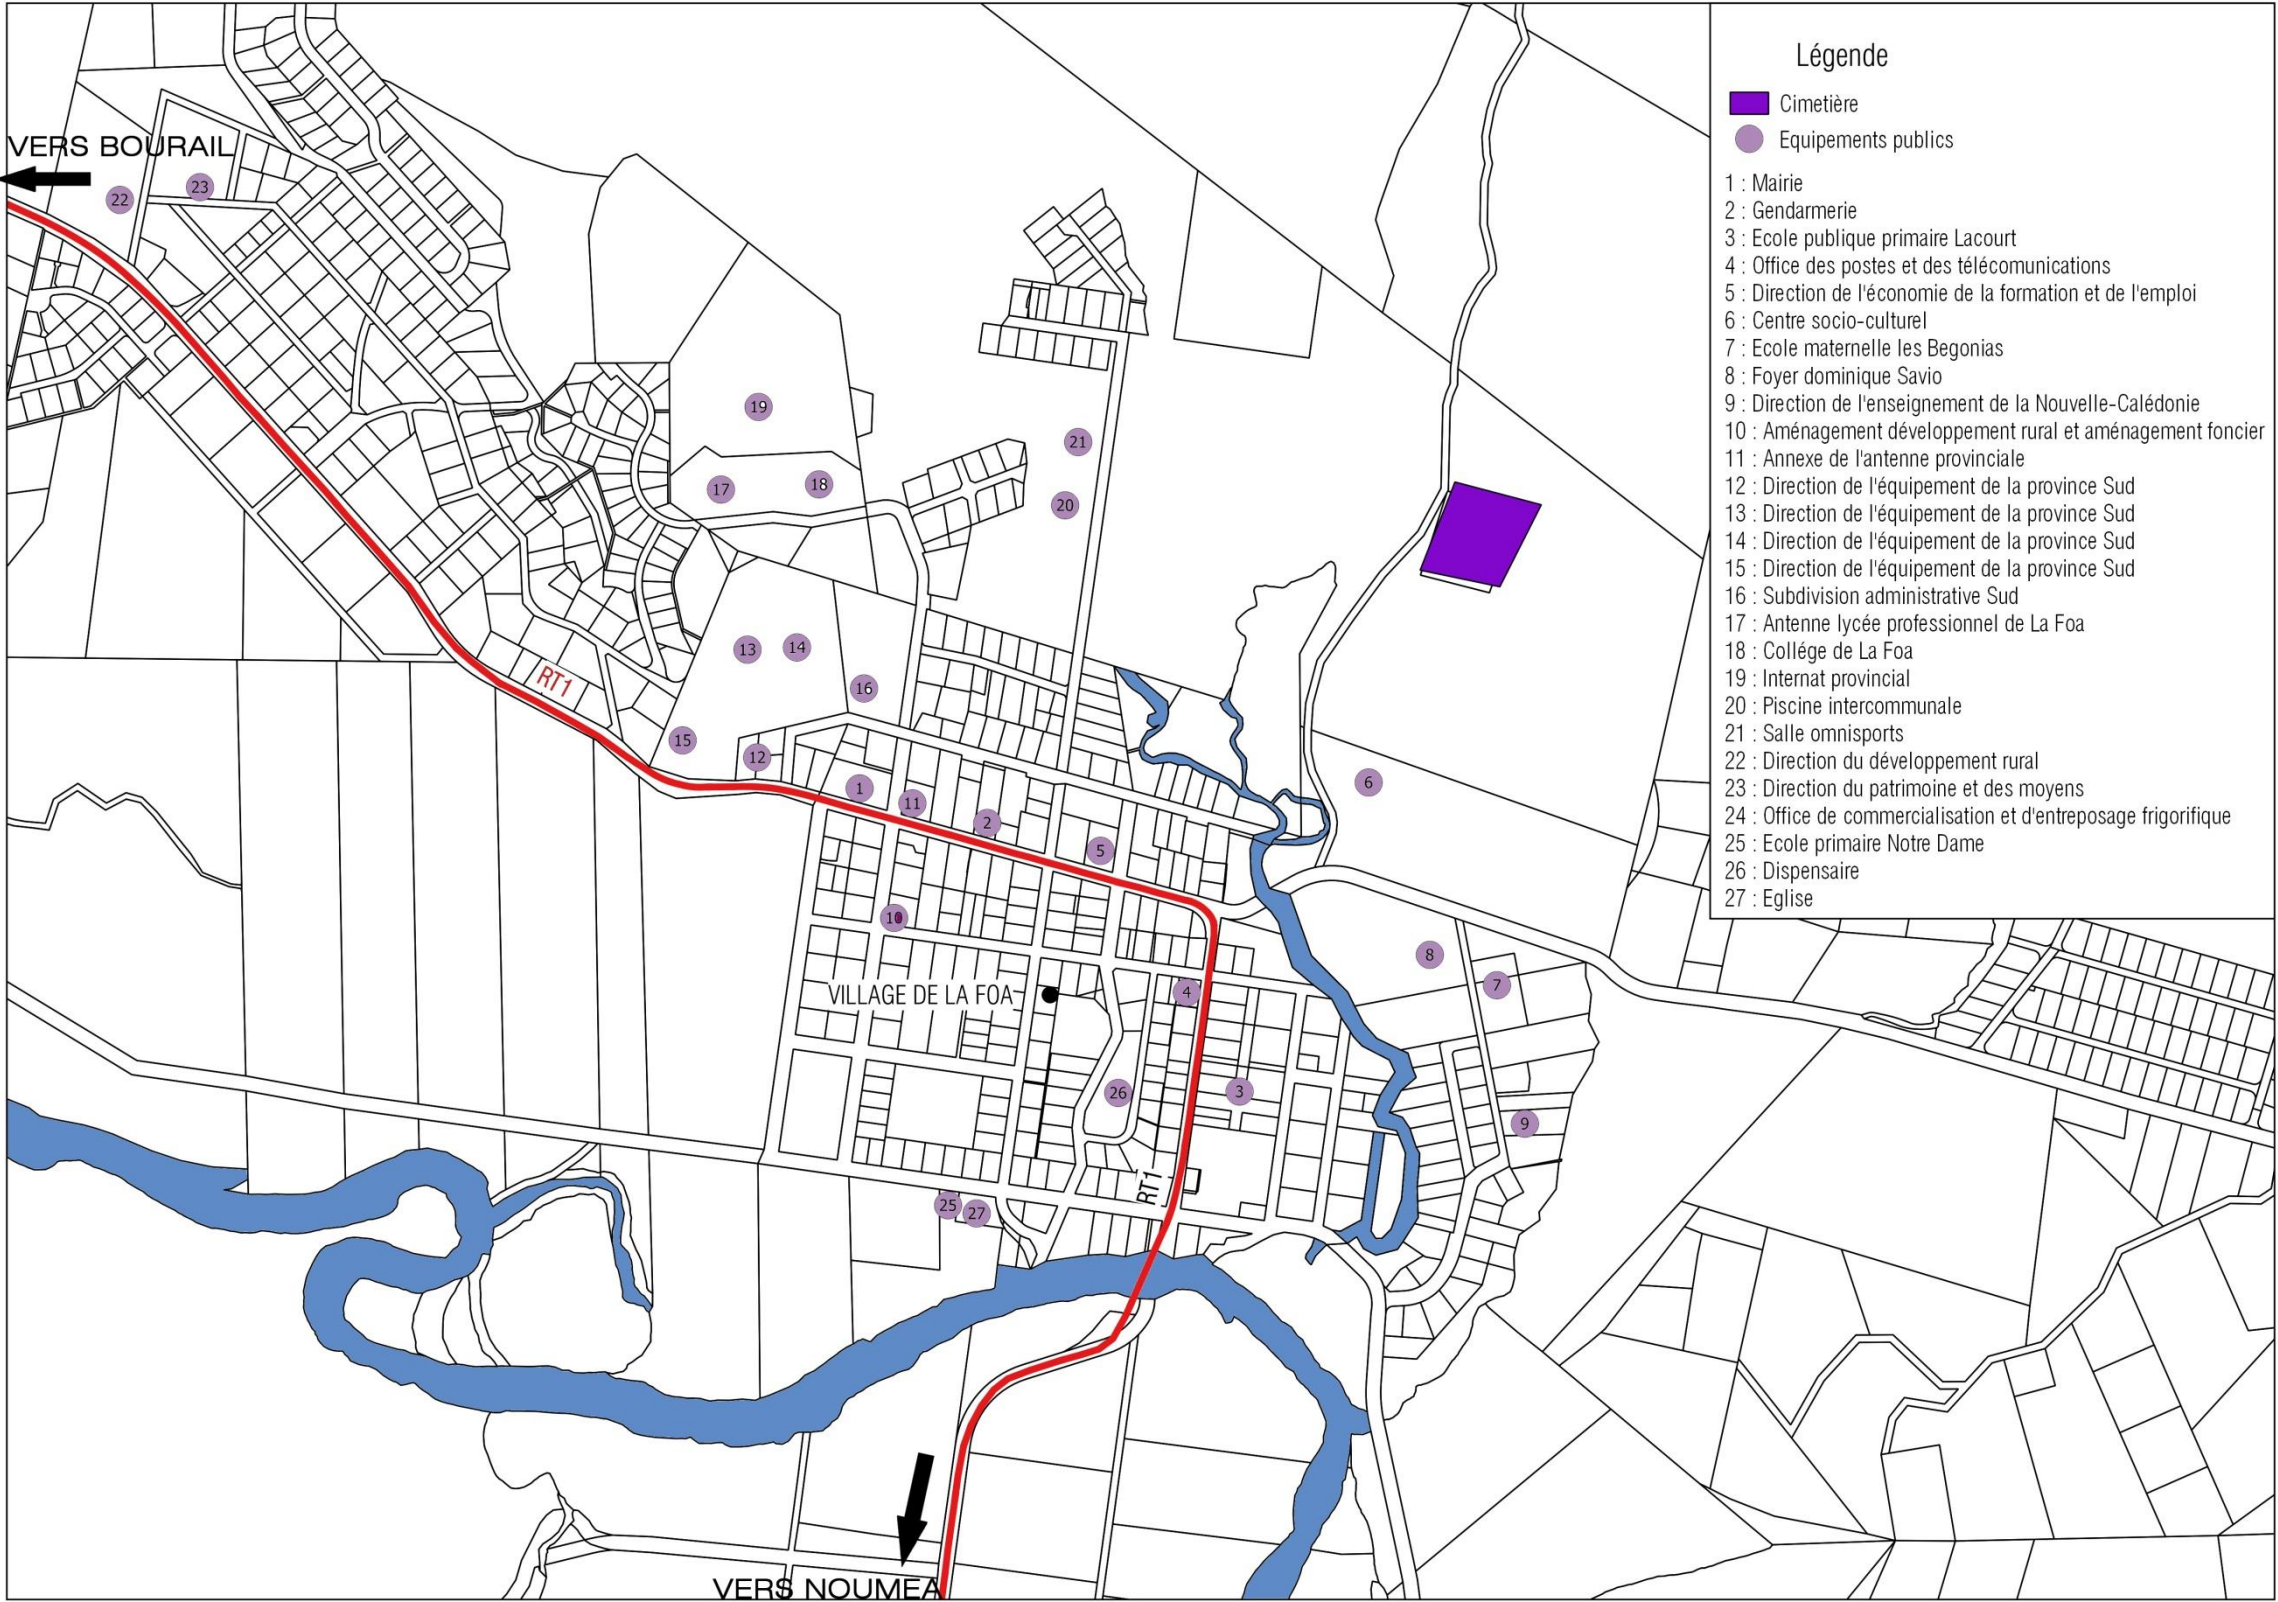 VERS BOURAIL
22
23
19
17
18
21
20
13
14
16
15
12
RT1
1
11
2
5
6
10
VILLAGE DE LA FOA
4
8
7
26
3
9
25
27
RT1
VERS NOUMEA
Légende
Cimetière
Equipements publics
1 : Mairie
2 : Gendarmerie
3 : Ecole publique primaire Lacourt
4 : Office des postes et des télécomunications
5 : Direction de l'économie de la formation et de l'emploi
6 : Centre socio-culturel
7 : Ecole maternelle les Begonias
8 : Foyer dominique Savio
9 : Direction de l'enseignement de la Nouvelle-Calédonie
10 : Aménagement développement rural et aménagement foncier
11 : Annexe de l'antenne provinciale
12 : Direction de l'équipement de la province Sud
13 : Direction de l'équipement de la province Sud
14 : Direction de l'équipement de la province Sud
15 : Direction de l'équipement de la province Sud
16 : Subdivision administrative Sud
17 : Antenne lycée professionnel de La Foa
18 : Collége de La Foa
19 : Internat provincial
20 : Piscine intercommunale
21 : Salle omnisports
22 : Direction du développement rural
23 : Direction du patrimoine et des moyens
24 : Office de commercialisation et d'entreposage frigorifique
25 : Ecole primaire Notre Dame
26 : Dispensaire
27 : Eglise